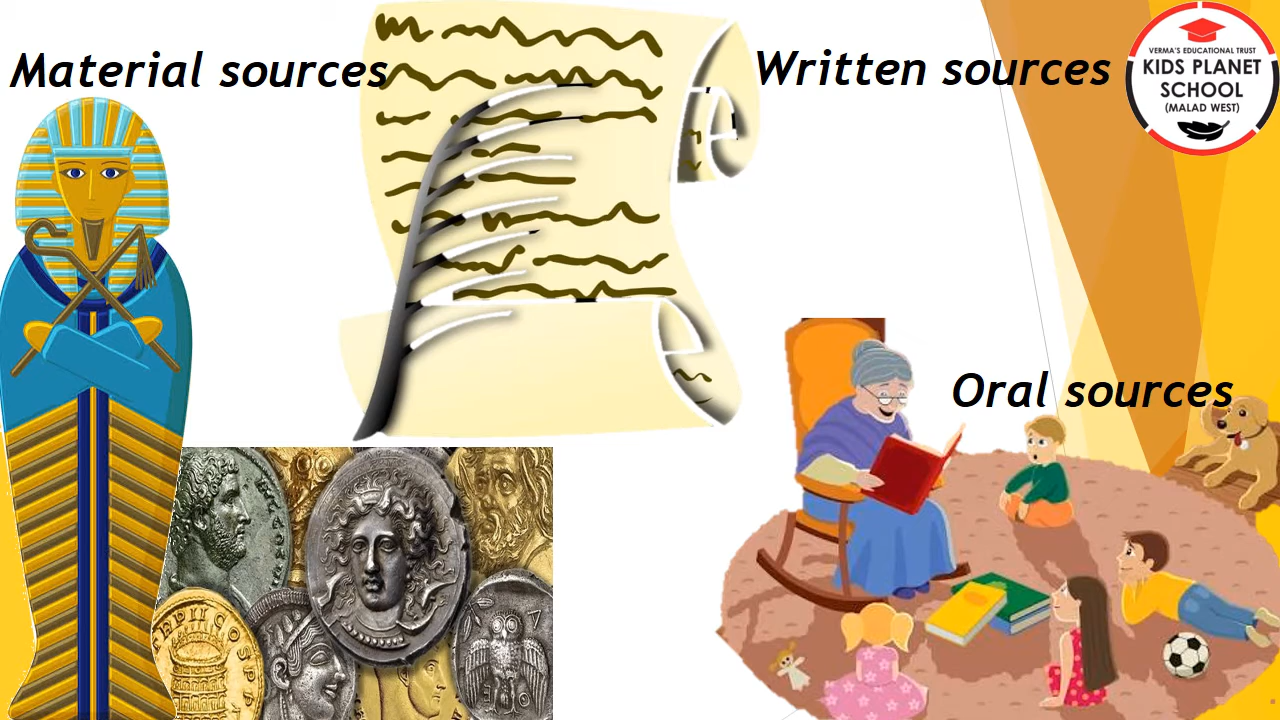 Material sources
Written sources
VERMA'S EDUCATIONAL TRUST
KIDS PLANET
SCHOOL
(MALAD WEST)
Oral sources